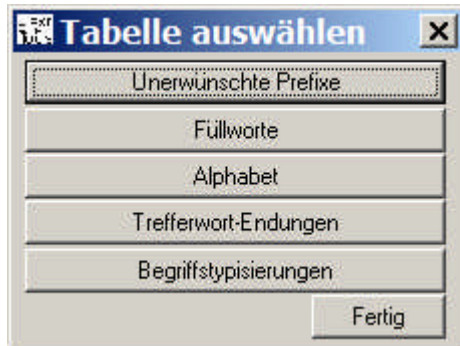 Tabelle auswählen
Unerwünschte Prefixe
Füllworte
Alphabet
Trefferwort-Endungen
Begriffstypisierungen
Fertig